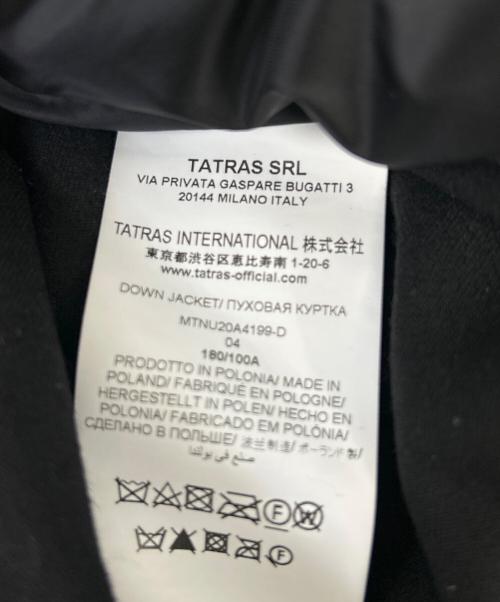 TATRAS SRL
VIA PRIVATA GASPARE BUGATTI 3
20144 MILANO ITALY
TATRAS INTERNATIONAL 株式会社
東京都渋谷区恵比寿南 1-20-6
www.tatras-official.com
DOWN JACKET/ ПУХОВАЯ КУРТКА
MTNU20A4199-D
04
180/100A
PRODOTTO IN POLONIA/ MADE IN
POLAND/ FABRIQUÉ EN POLOGNE/
HERGESTELLT IN POLEN/ HECHO EN
POLONIA/ FABRICADO EM POLÓNIA/
СДЕЛАНО В ПОЛЬШЕ/ 波兰制造/ ポーランド製/
صنع في بولندا
F W
F